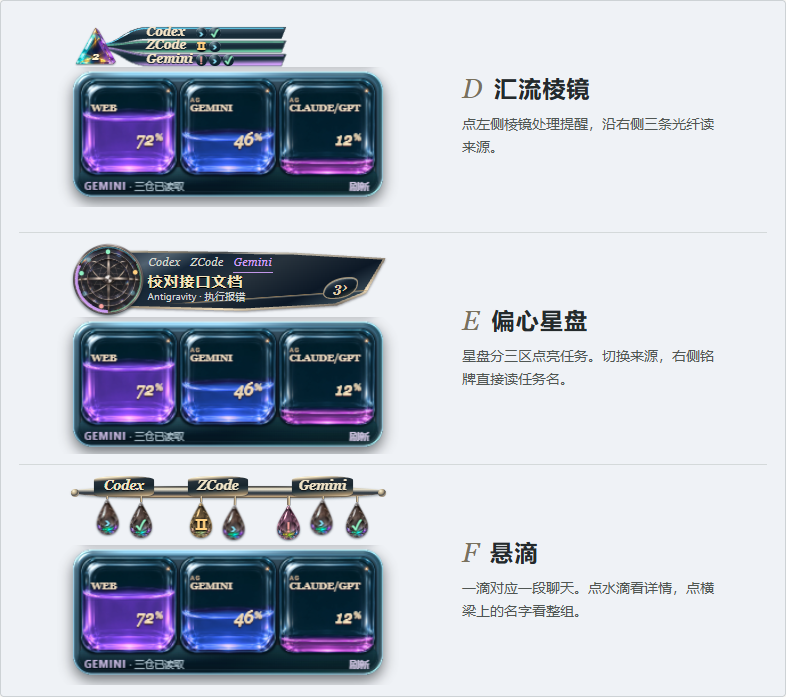 Codex
ZCode II
Gemini !
2
WEB
72%
AG
GEMINI
46%
CLAUDE/GPT
12%
GEMINI · 三仓已读取
刷新
D 汇流棱镜
点左侧棱镜处理提醒，沿右侧三条光纤读
来源。
Codex ZCode Gemini
校对接口文档
Antigravity · 执行报错
3›
WEB
72%
AG
GEMINI
46%
CLAUDE/GPT
12%
GEMINI · 三仓已读取
刷新
E 偏心星盘
星盘分三区点亮任务。切换来源，右侧铭
牌直接读任务名。
Codex ZCode Gemini
II !
WEB
72%
AG
GEMINI
46%
CLAUDE/GPT
12%
GEMINI · 三仓已读取
刷新
F 悬滴
一滴对应一段聊天。点水滴看详情，点横
梁上的名字看整组。